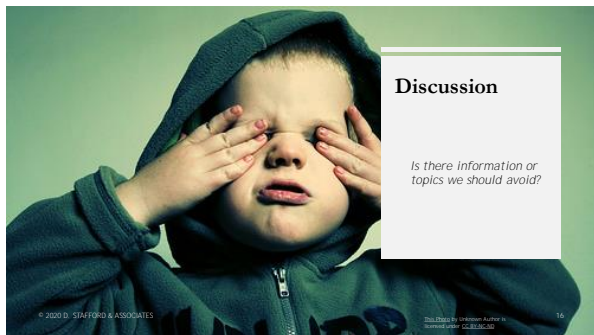 Discussion
Is there information or
topics we should avoid?
© 2020 D. STAFFORD & ASSOCIATES
This Photo by Unknown Author is
licensed under CC BY-NC-ND
16